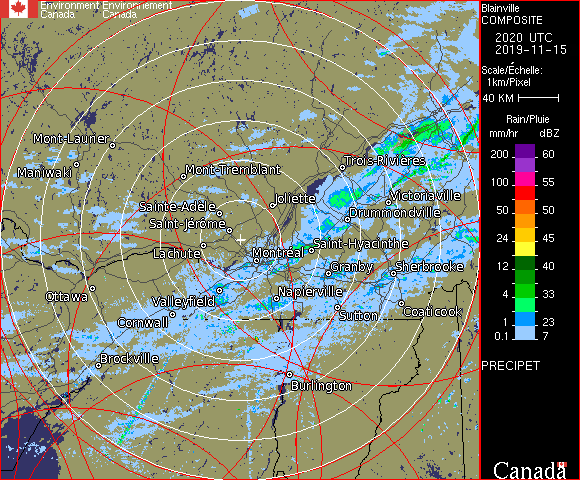 Environment Environnement
Canada Canada
Blainville
COMPOSITE
2020 UTC
2019-11-15
Scale/Échelle:
1km/Pixel
40 KM
Rain/Pluie
mm/hr dBZ
200 60
100 55
50 50
24 45
12 40
4 33
1 23
0.1 7
PRECIPET
Canada
Mont-Laurier
Maniwaki
Mont-Tremblant
Trois-Rivières
Sainte-Adele
Joliette
Victoriaville
Saint-Jérôme
Drummondville
Lachute
Montréal
Saint-Hyacinthe
Granby
Sherbrooke
Ottawa
Valleyfield
Napierville
Cornwall
Sutton
Coaticook
Brockville
Burlington